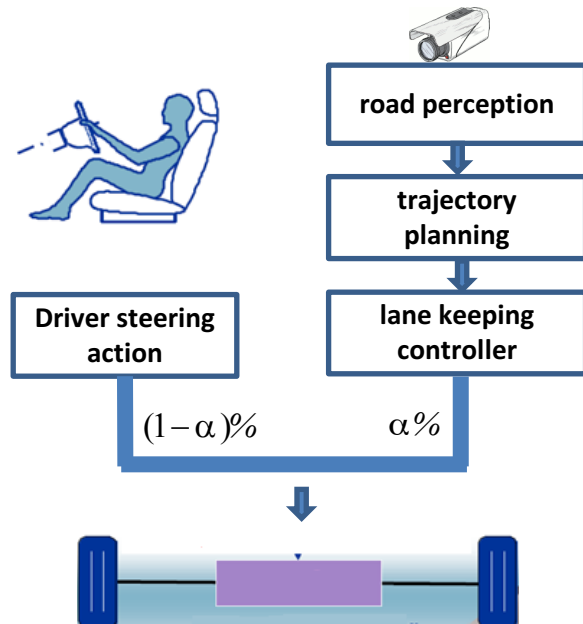 road perception
trajectory
planning
Driver steering
action
lane keeping
controller
(1−α)%
α%